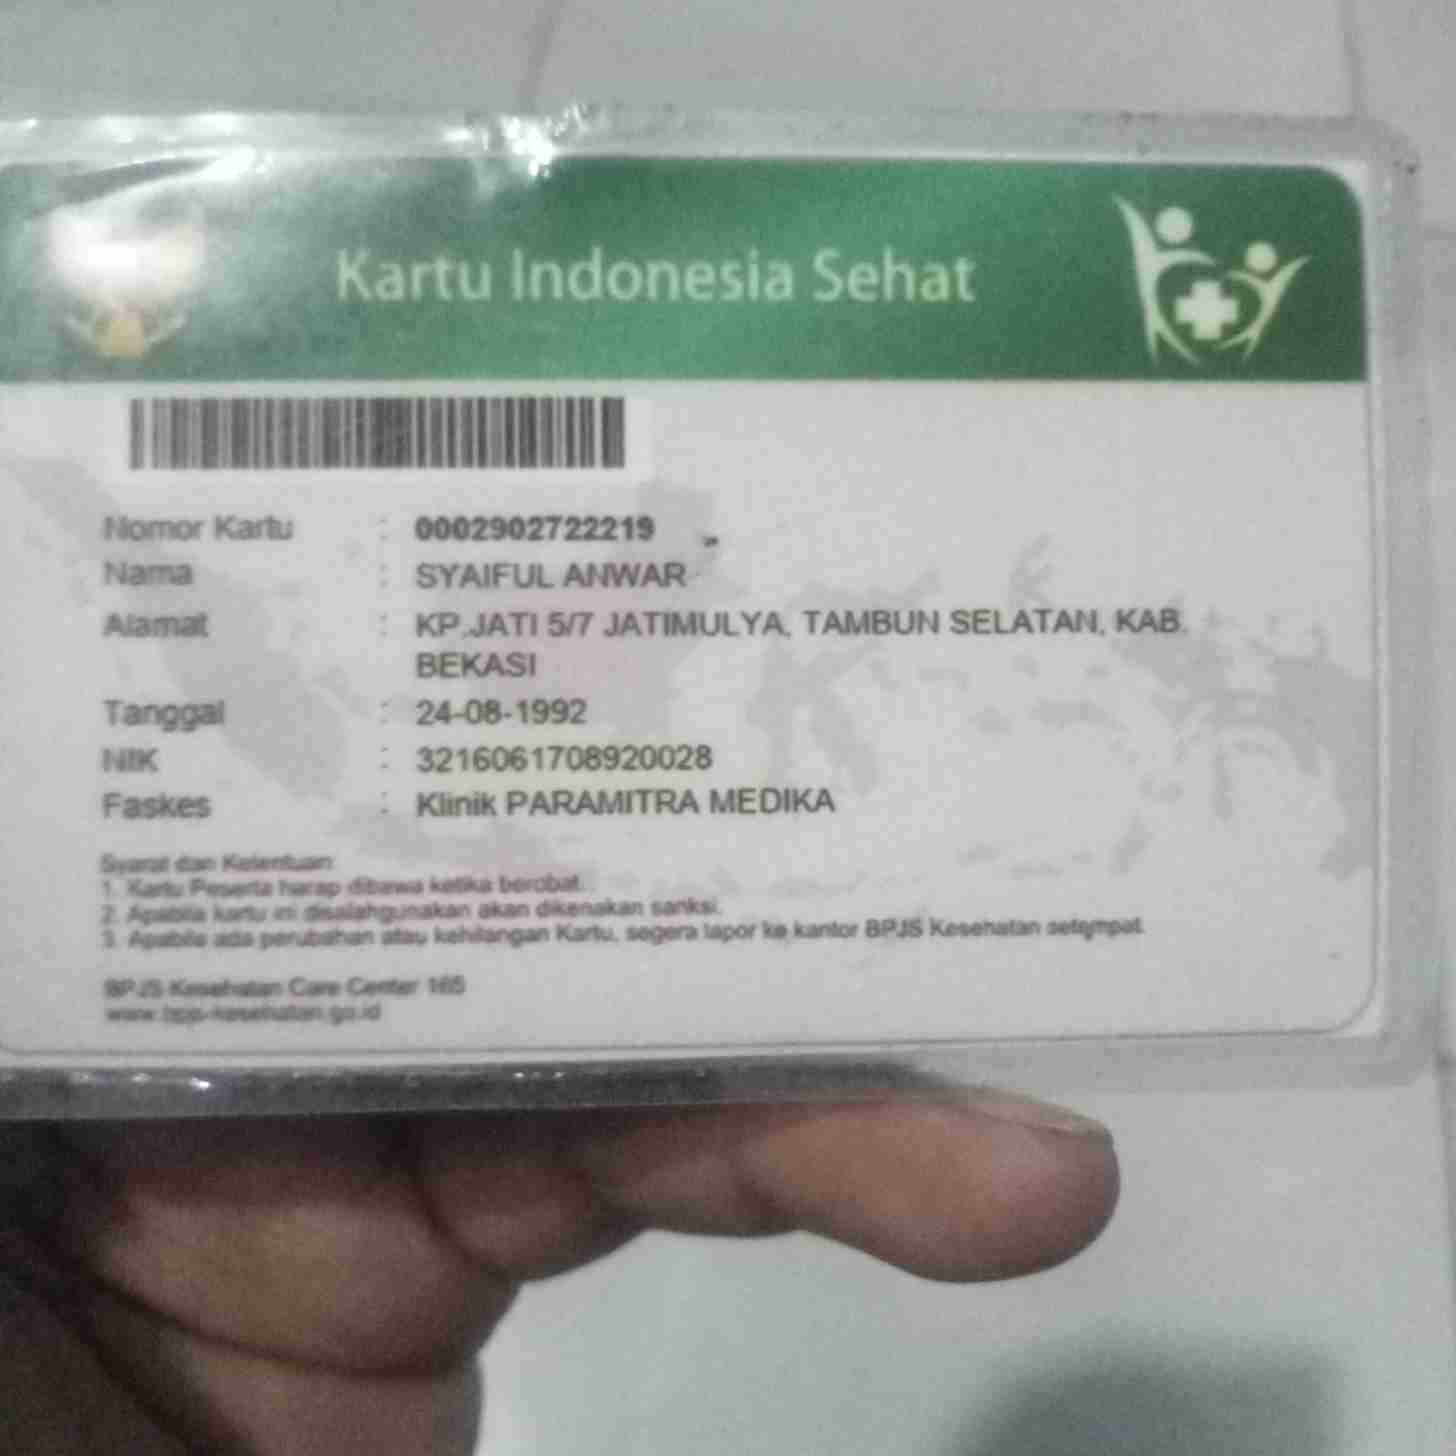 Kartu Indonesia Sehat
Nomor Kartu : 0002902722219
Nama : SYAIFUL ANWAR
Alamat : KP.JATI 5/7 JATIMULYA, TAMBUN SELATAN, KAB.
BEKASI
Tanggal : 24-08-1992
NIK : 3216061708920028
Faskes : Klinik PARAMITRA MEDIKA
Syarat dan Ketentuan
1. Kartu Peserta harap dibawa ketika berobat.
2. Apabila kartu ini disalahgunakan akan dikenakan sanksi.
3. Apabila ada perubahan atau kehilangan Kartu, segera lapor ke kantor BPJS Kesehatan setempat.
BPJS Kesehatan Care Center 165
www.bpjs-kesehatan.go.id